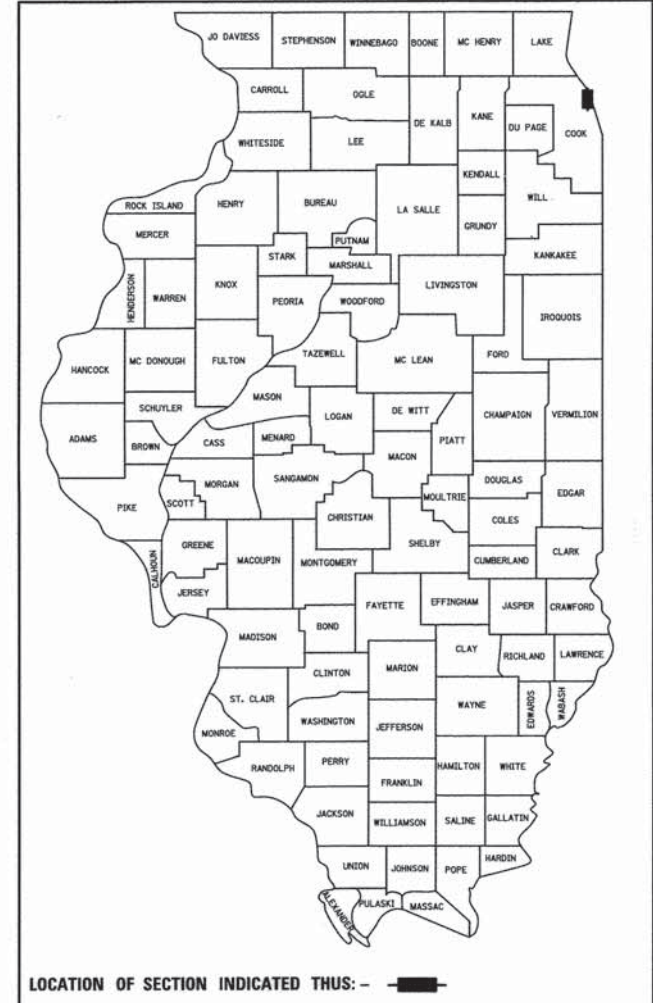 JO DAVIESS STEPHENSON WINNEBAGO BOONE MC HENRY LAKE
CARROLL OGLE DE KALB KANE DU PAGE COOK
WHITESIDE LEE
KENDALL WILL
ROCK ISLAND HENRY BUREAU LA SALLE GRUNDY
MERCER PUTNAM
STARK MARSHALL KANKAKEE
HENDERSON WARREN KNOX PEORIA WOODFORD LIVINGSTON IROQUOIS
HANCOCK MC DONOUGH FULTON TAZEWELL MC LEAN FORD
SCHUYLER MASON LOGAN DE WITT CHAMPAIGN VERMILION
ADAMS BROWN CASS MENARD MACON PIATT
PIKE SCOTT MORGAN SANGAMON MOULTRIE DOUGLAS EDGAR
CHRISTIAN COLES
CALHOUN GREENE MACOUPIN MONTGOMERY SHELBY CUMBERLAND CLARK
JERSEY FAYETTE EFFINGHAM JASPER CRAWFORD
MADISON BOND
CLAY RICHLAND LAWRENCE
CLINTON MARION
ST. CLAIR WAYNE EDWARDS WABASH
MONROE WASHINGTON JEFFERSON
RANDOLPH PERRY HAMILTON WHITE
FRANKLIN
JACKSON WILLIAMSON SALINE GALLATIN
UNION JOHNSON POPE HARDIN
ALEXANDER PULASKI MASSAC
LOCATION OF SECTION INDICATED THUS: -